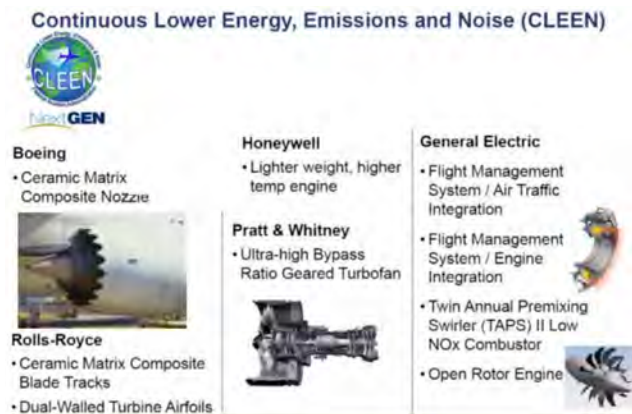 Continuous Lower Energy, Emissions and Noise (CLEEN)
CLEEN
NextGEN
Boeing
• Ceramic Matrix
Composite Nozzle
Rolls-Royce
• Ceramic Matrix Composite
Blade Tracks
• Dual-Walled Turbine Airfoils
Honeywell
• Lighter weight, higher
temp engine
Pratt & Whitney
• Ultra-high Bypass
Ratio Geared Turbofan
General Electric
• Flight Management
System / Air Traffic
Integration
• Flight Management
System / Engine
Integration
• Twin Annual Premixing
Swirler (TAPS) II Low
NOx Combustor
• Open Rotor Engine